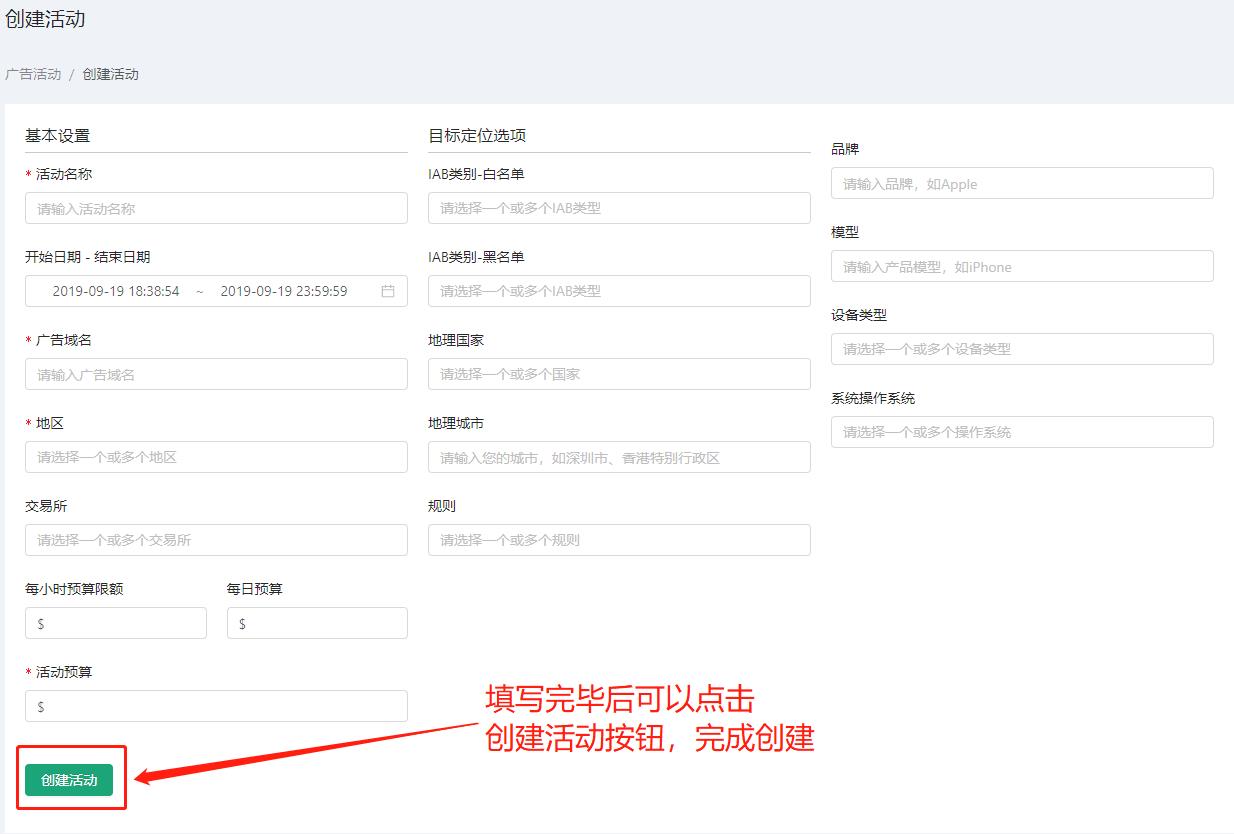 创建活动
广告活动 / 创建活动
基本设置
* 活动名称
请输入活动名称
开始日期 - 结束日期
2019-09-19 18:38:54 ~ 2019-09-19 23:59:59
* 广告域名
请输入广告域名
* 地区
请选择一个或多个地区
交易所
请选择一个或多个交易所
每小时预算限额 每日预算
$ $
* 活动预算
$
创建活动
目标定位选项
IAB类别-白名单
请选择一个或多个IAB类型
IAB类别-黑名单
请选择一个或多个IAB类型
地理国家
请选择一个或多个国家
地理城市
请输入您的城市，如深圳市、香港特别行政区
规则
请选择一个或多个规则
品牌
请输入品牌，如Apple
模型
请输入产品模型，如iPhone
设备类型
请选择一个或多个设备类型
系统操作系统
请选择一个或多个操作系统
填写完毕后可以点击
创建活动按钮，完成创建